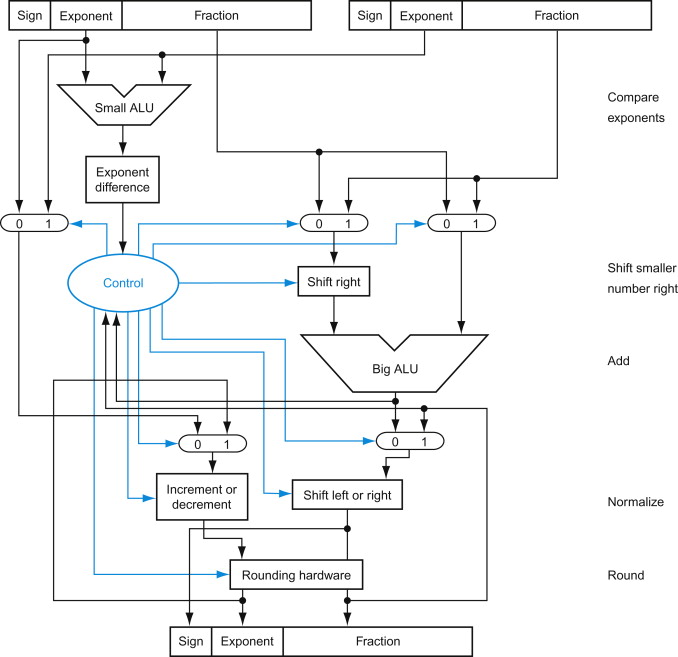 Sign Exponent Fraction Sign Exponent Fraction
Small ALU
Compare
exponents
Exponent
difference
0 1 0 1 0 1
Control
Shift right
Shift smaller
number right
Big ALU
Add
0 1 0 1
Increment or
decrement
Shift left or right
Normalize
Rounding hardware
Round
Sign Exponent Fraction